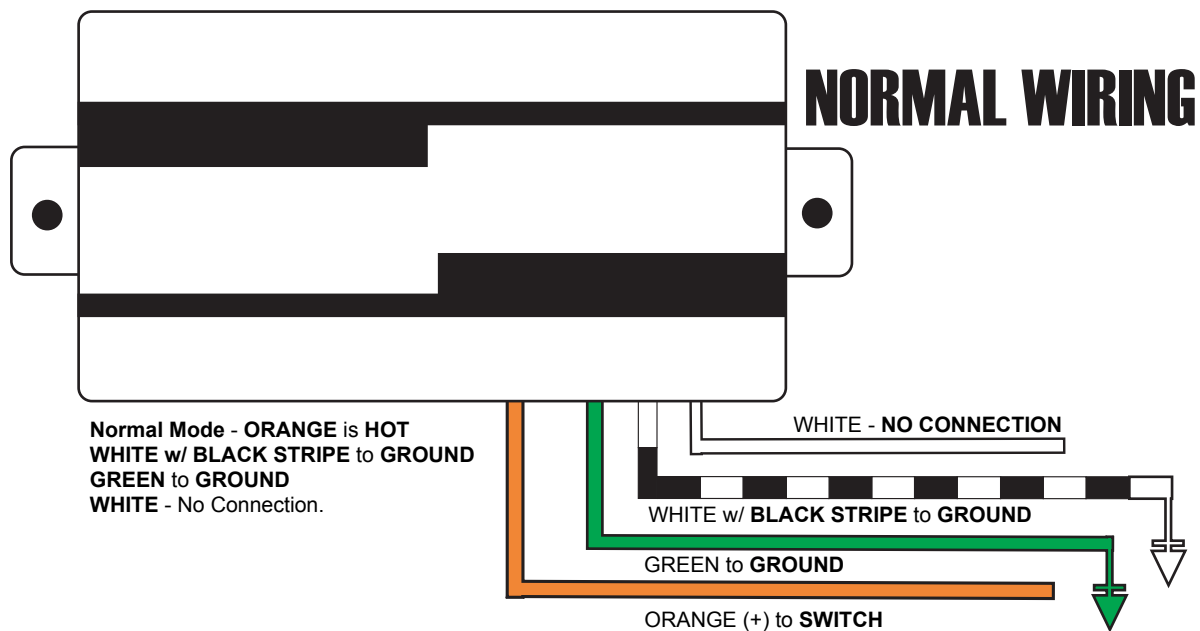 NORMAL WIRING
Normal Mode - ORANGE is HOT
WHITE w/ BLACK STRIPE to GROUND
GREEN to GROUND
WHITE - No Connection.
WHITE - NO CONNECTION
WHITE w/ BLACK STRIPE to GROUND
GREEN to GROUND
ORANGE (+) to SWITCH